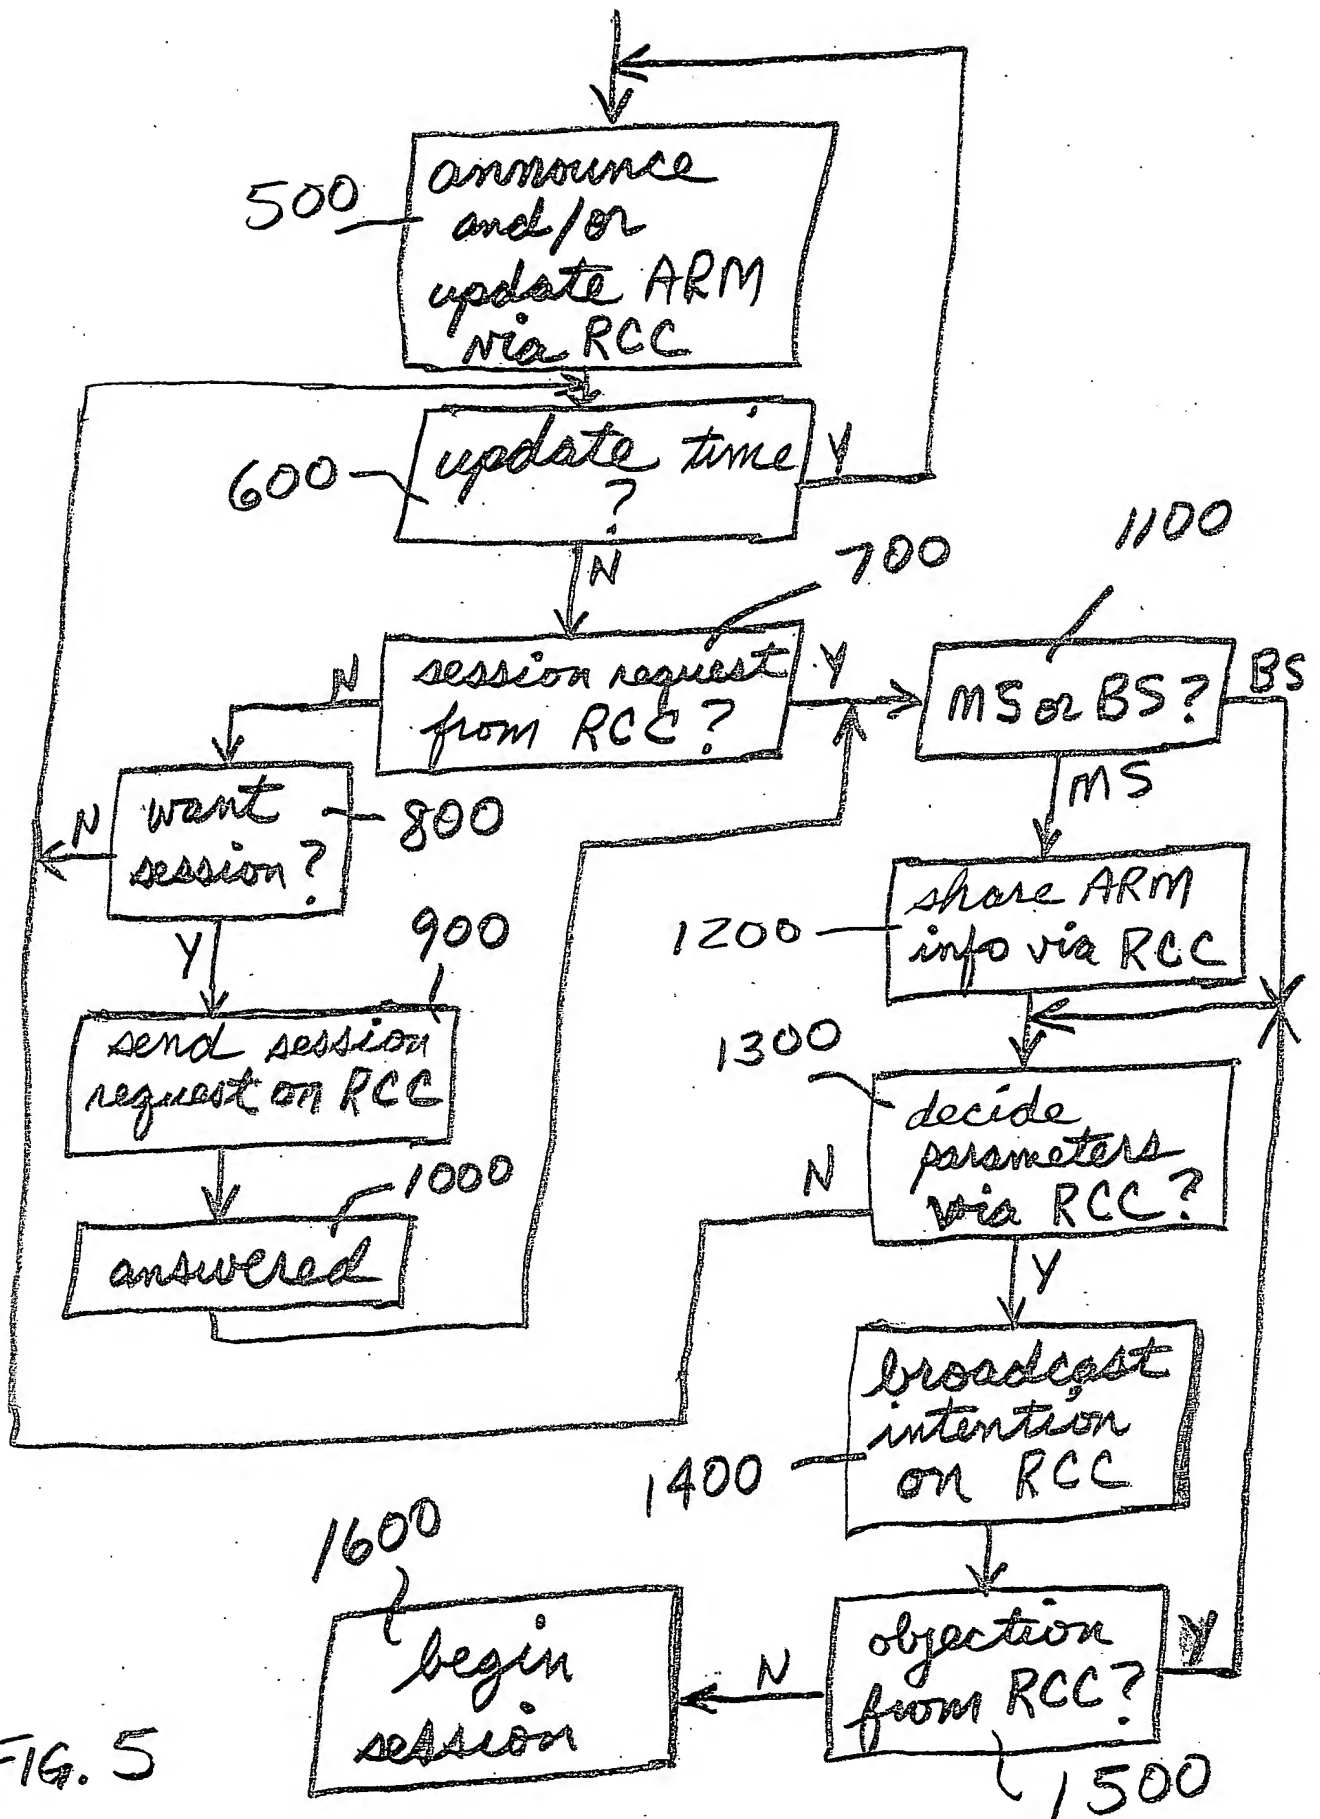 500
announce
and/or
update ARM
via RCC
600
update time
?
Y
N
700
1100
N
session request
from RCC?
Y
MS or BS?
BS
MS
N
want
session?
800
Y
900
1200
share ARM
info via RCC
send session
request on RCC
1300
decide
parameters
via RCC?
N
Y
1000
answered
broadcast
intention
on RCC
1400
1600
begin
session
N
objection
from RCC?
Y
1500
FIG. 5